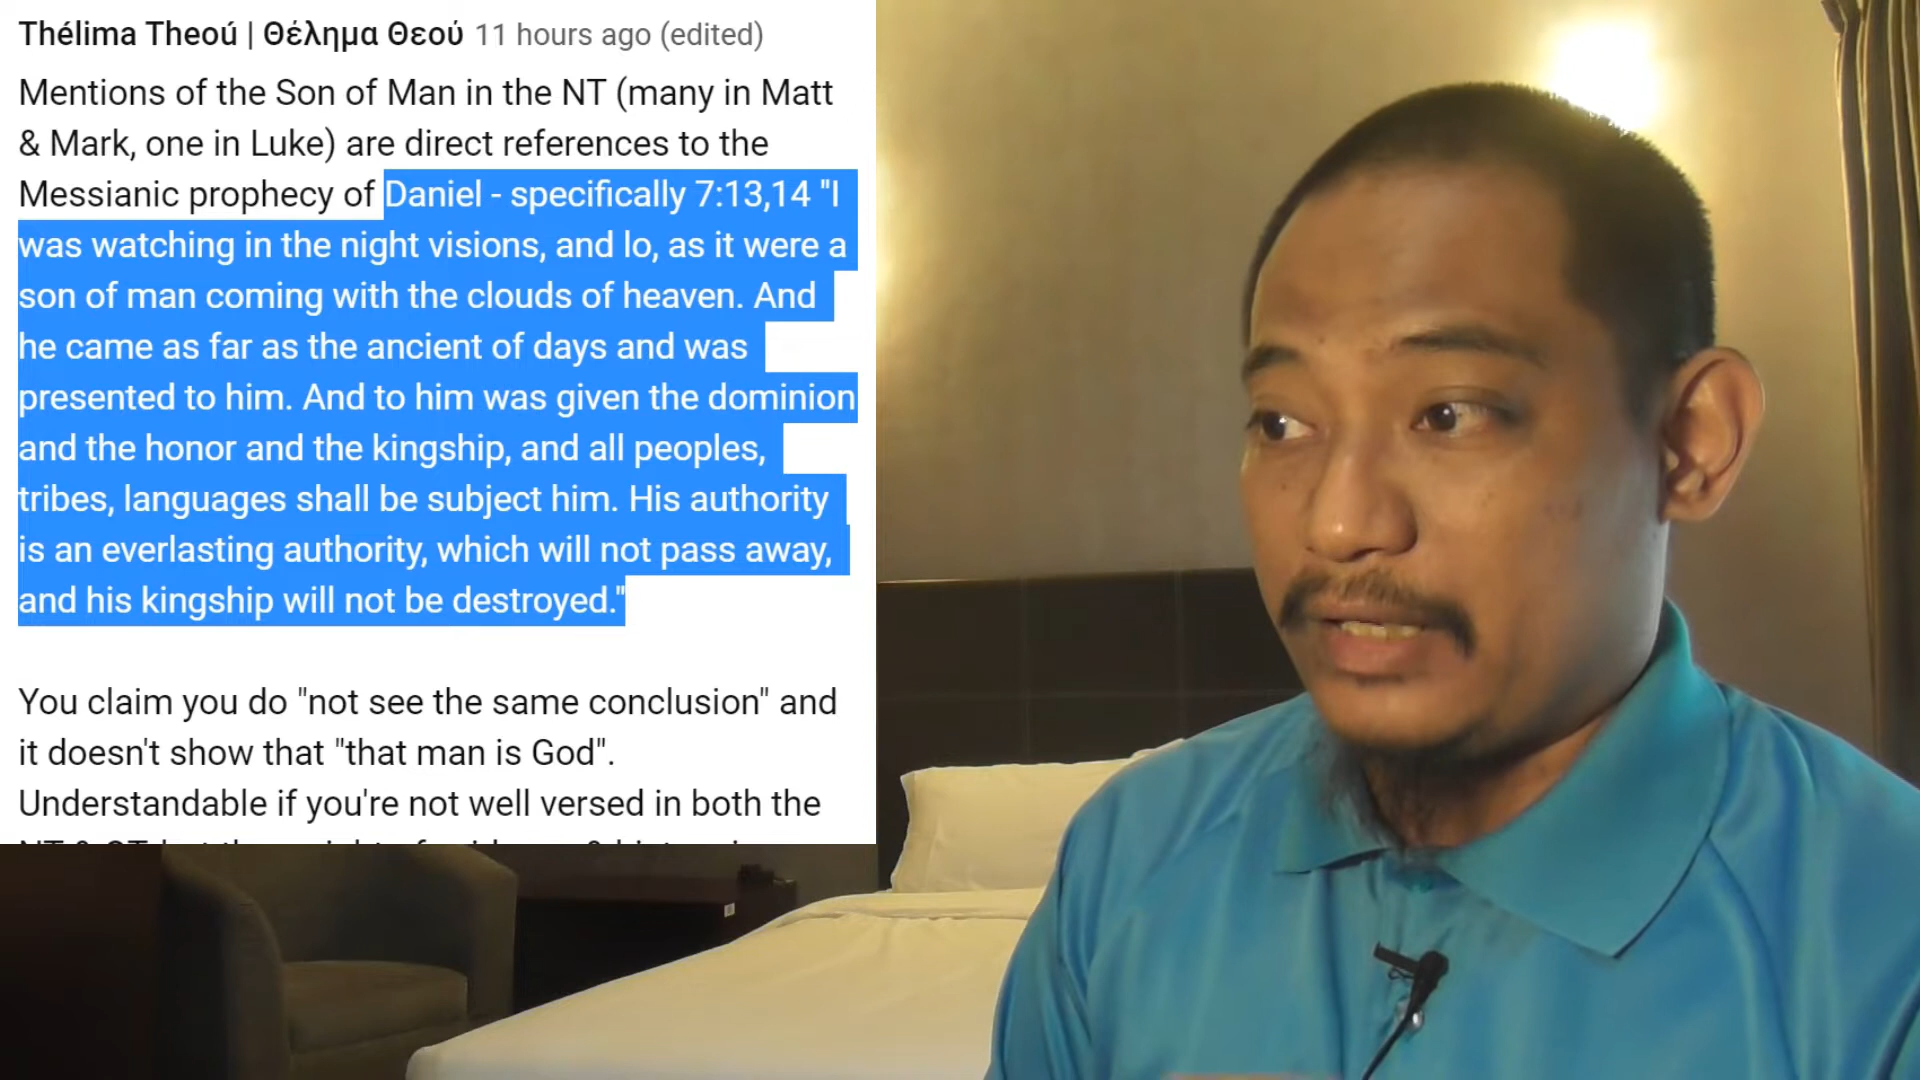 Thélima Theoú | Θέλημα Θεού 11 hours ago (edited)
Mentions of the Son of Man in the NT (many in Matt
& Mark, one in Luke) are direct references to the
Messianic prophecy of Daniel - specifically 7:13,14 "I
was watching in the night visions, and lo, as it were a
son of man coming with the clouds of heaven. And
he came as far as the ancient of days and was
presented to him. And to him was given the dominion
and the honor and the kingship, and all peoples,
tribes, languages shall be subject him. His authority
is an everlasting authority, which will not pass away,
and his kingship will not be destroyed."
You claim you do "not see the same conclusion" and
it doesn't show that "that man is God".
Understandable if you're not well versed in both the